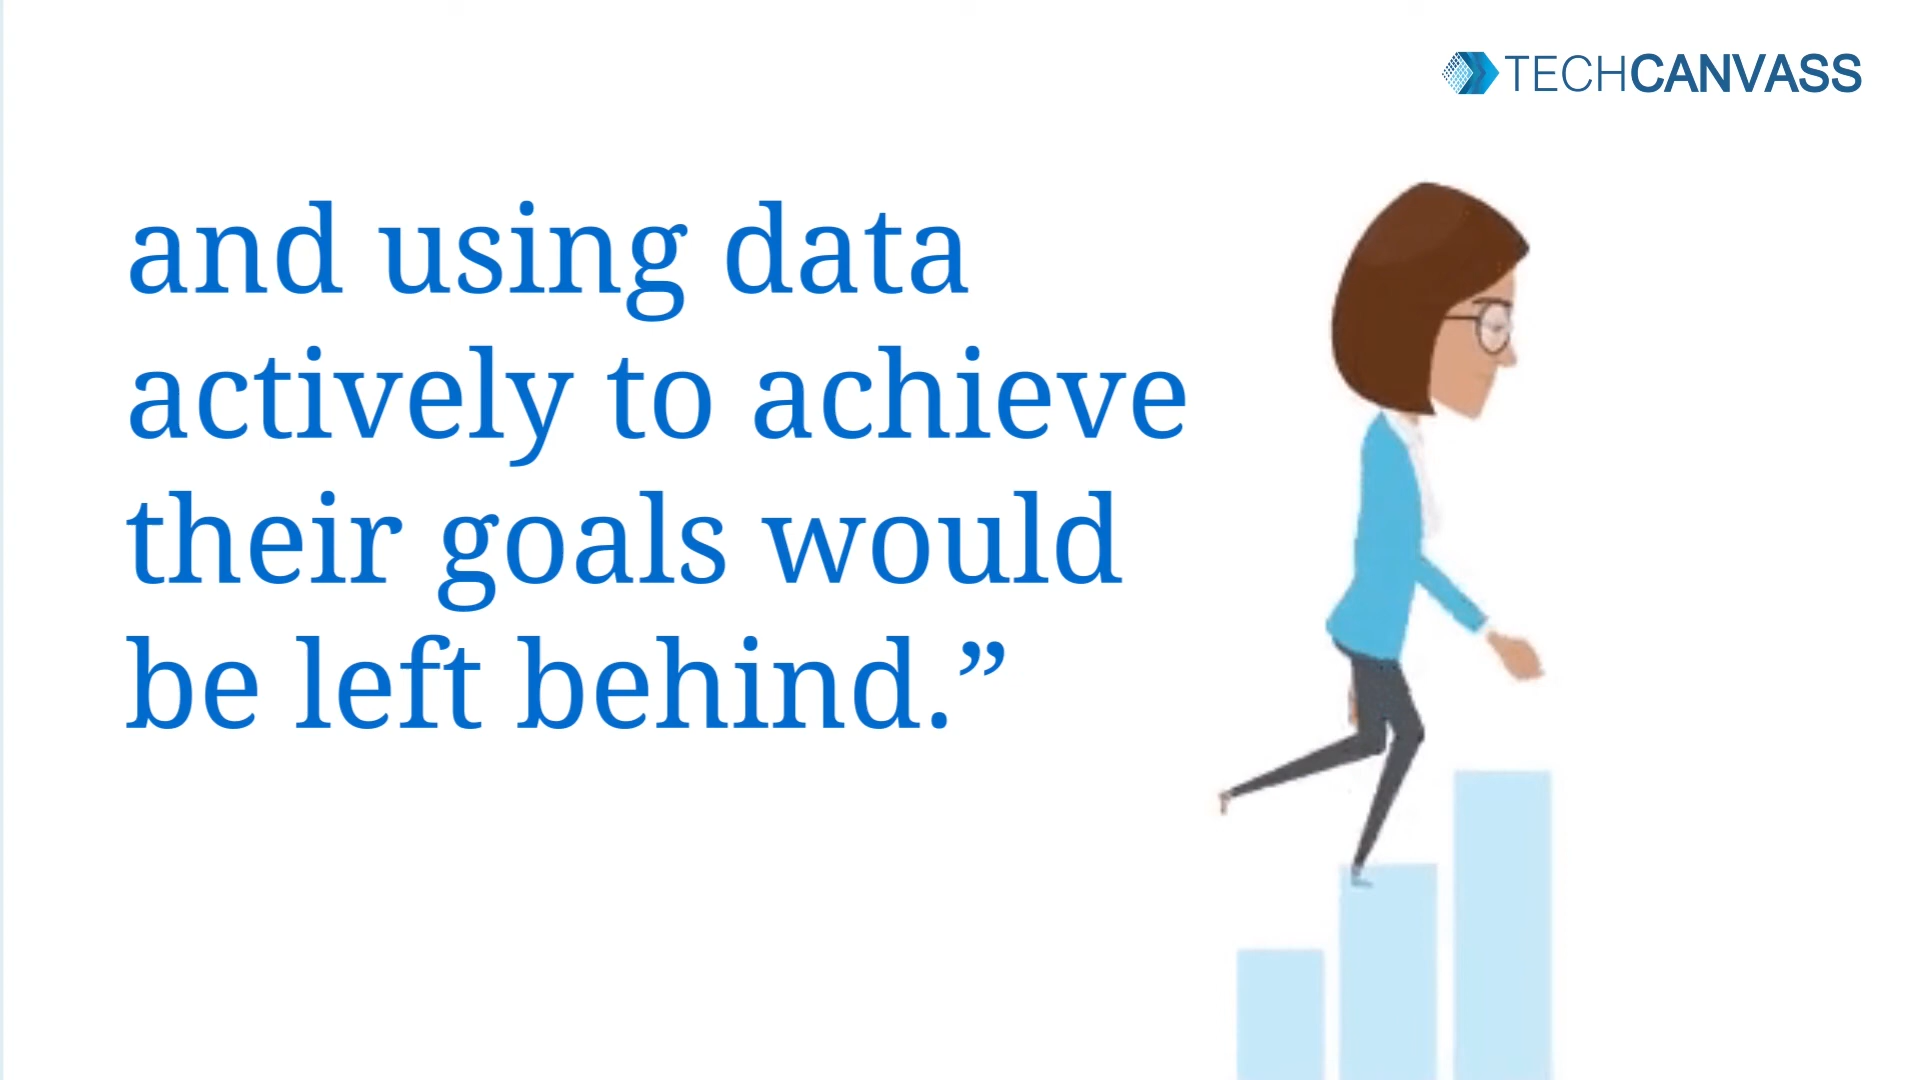 TECHCANVASS
and using data
actively to achieve
their goals would
be left behind.”